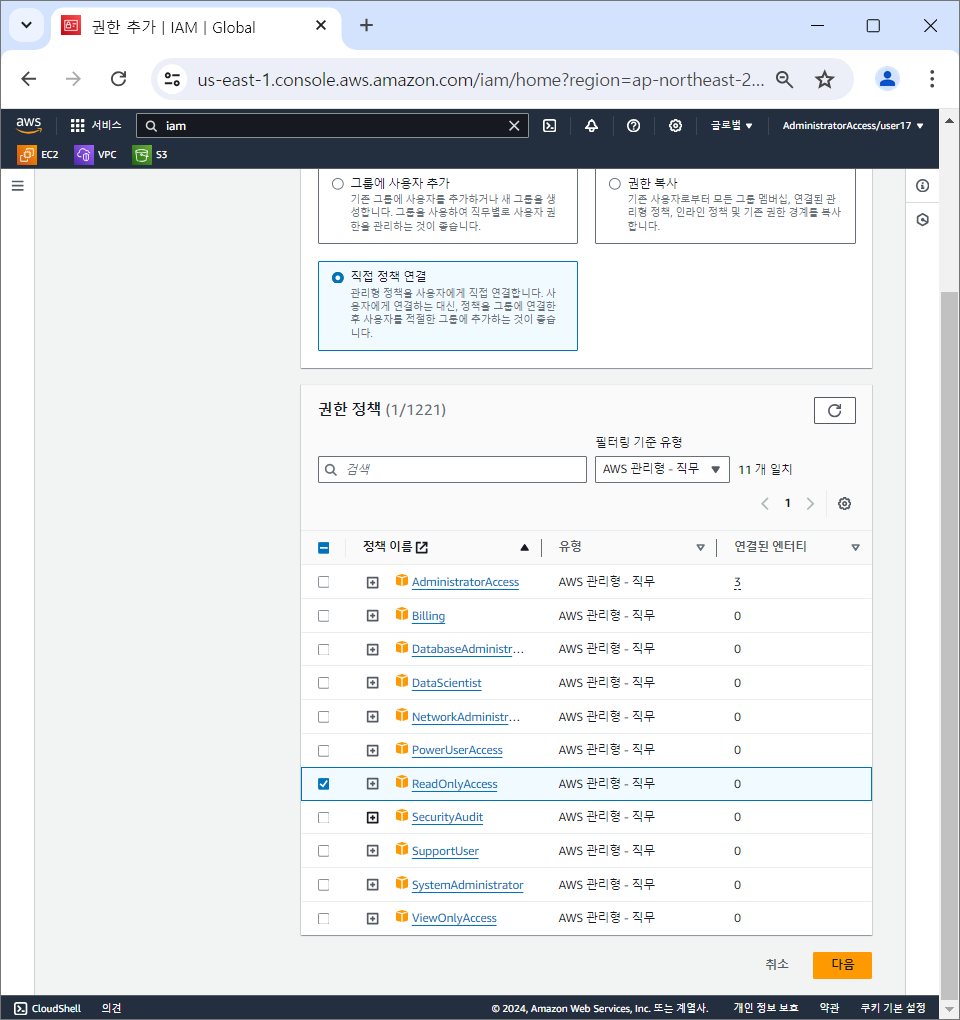 권한 추가 | IAM | Global
us-east-1.console.aws.amazon.com/iam/home?region=ap-northeast-2...
aws
서비스
iam
글로벌
AdministratorAccess/user17
EC2
VPC
S3
그룹에 사용자 추가
기존 그룹에 사용자를 추가하거나 새 그룹을 생
성합니다. 그룹을 사용하여 직무별로 사용자 권
한을 관리하는 것이 좋습니다.
권한 복사
기존 사용자로부터 모든 그룹 멤버십, 연결된 관
리형 정책, 인라인 정책 및 기존 권한 경계를 복사
합니다.
직접 정책 연결
관리형 정책을 사용자에게 직접 연결합니다. 사
용자에게 연결하는 대신, 정책을 그룹에 연결한
후 사용자를 적절한 그룹에 추가하는 것이 좋습
니다.
권한 정책 (1/1221)
필터링 기준 유형
검색
AWS 관리형 - 직무
11 개 일치
1
정책 이름 유형 연결된 엔터티
AdministratorAccess AWS 관리형 - 직무 3
Billing AWS 관리형 - 직무 0
DatabaseAdministr... AWS 관리형 - 직무 0
DataScientist AWS 관리형 - 직무 0
NetworkAdministr... AWS 관리형 - 직무 0
PowerUserAccess AWS 관리형 - 직무 0
ReadOnlyAccess AWS 관리형 - 직무 0
SecurityAudit AWS 관리형 - 직무 0
SupportUser AWS 관리형 - 직무 0
SystemAdministrator AWS 관리형 - 직무 0
ViewOnlyAccess AWS 관리형 - 직무 0
취소
다음
CloudShell 의견 © 2024, Amazon Web Services, Inc. 또는 계열사. 개인 정보 보호 약관 쿠키 기본 설정